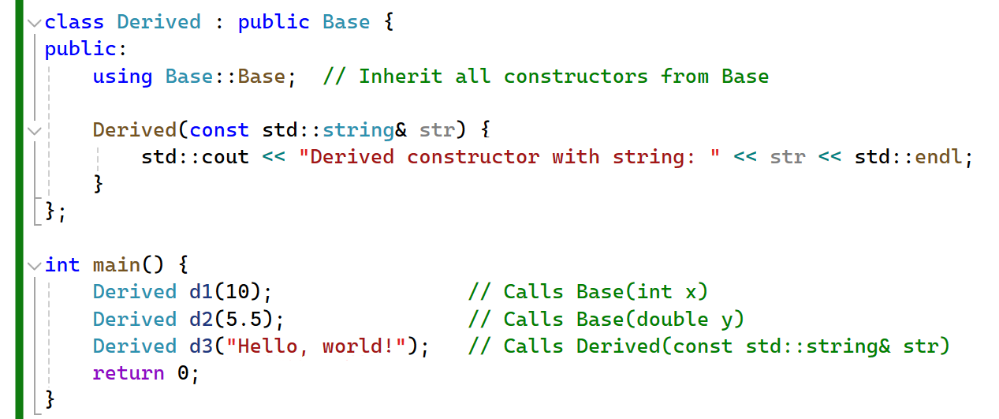 class Derived : public Base {
public:
    using Base::Base;  // Inherit all constructors from Base

    Derived(const std::string& str) {
        std::cout << "Derived constructor with string: " << str << std::endl;
    }
};

int main() {
    Derived d1(10);                // Calls Base(int x)
    Derived d2(5.5);               // Calls Base(double y)
    Derived d3("Hello, world!");   // Calls Derived(const std::string& str)
    return 0;
}